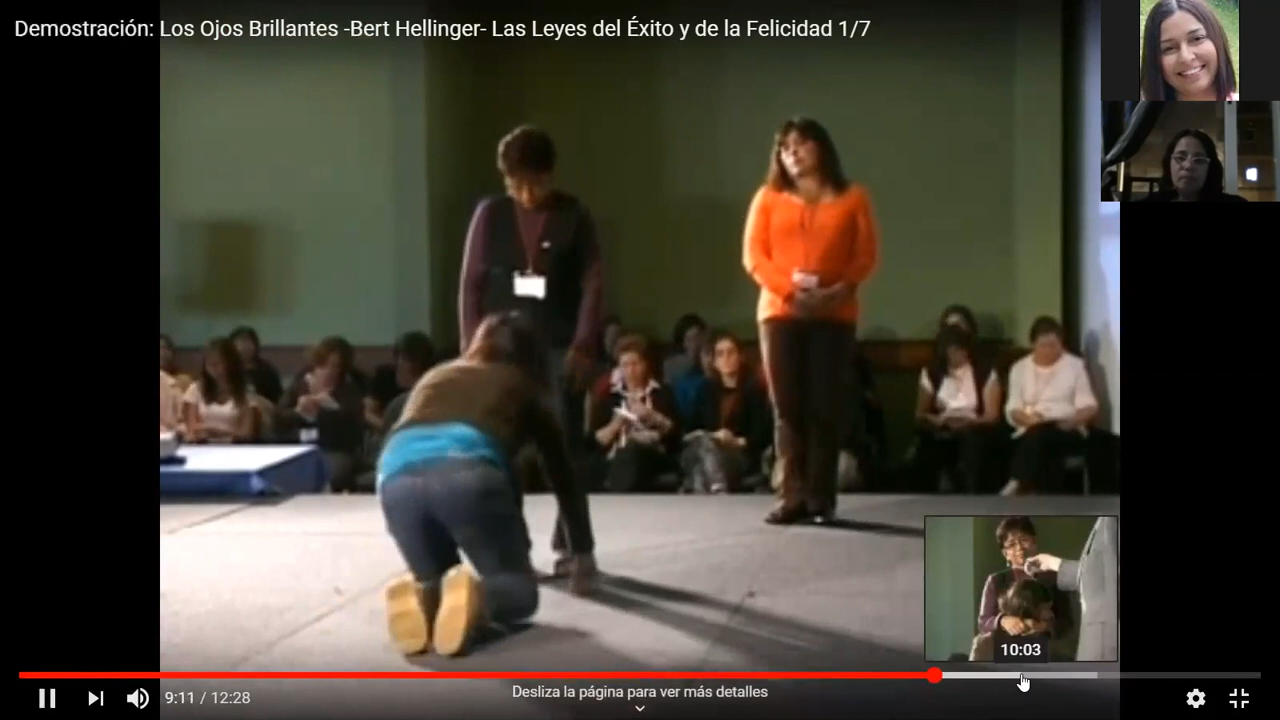 Demostración: Los Ojos Brillantes -Bert Hellinger- Las Leyes del Éxito y de la Felicidad 1/7
10:03
9:11 / 12:28
Desliza la página para ver más detalles